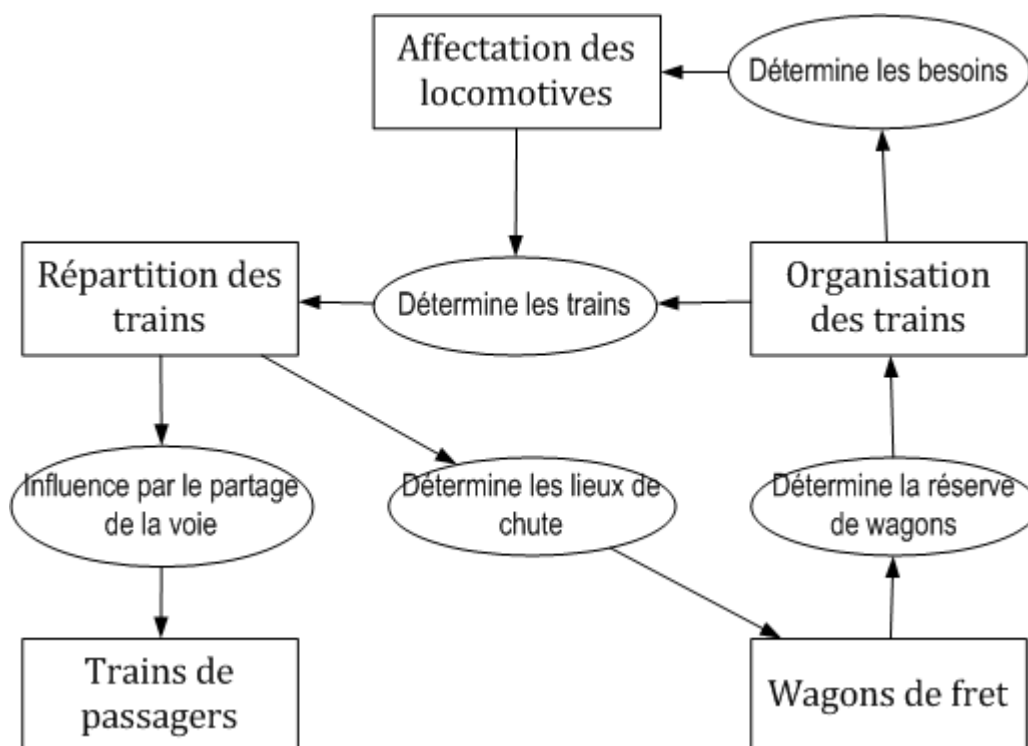 Affectation des
locomotives
Détermine les besoins
Répartition des
trains
Détermine les trains
Organisation
des trains
Influence par le partage
de la voie
Détermine les lieux de
chute
Détermine la réserve
de wagons
Trains de
passagers
Wagons de fret